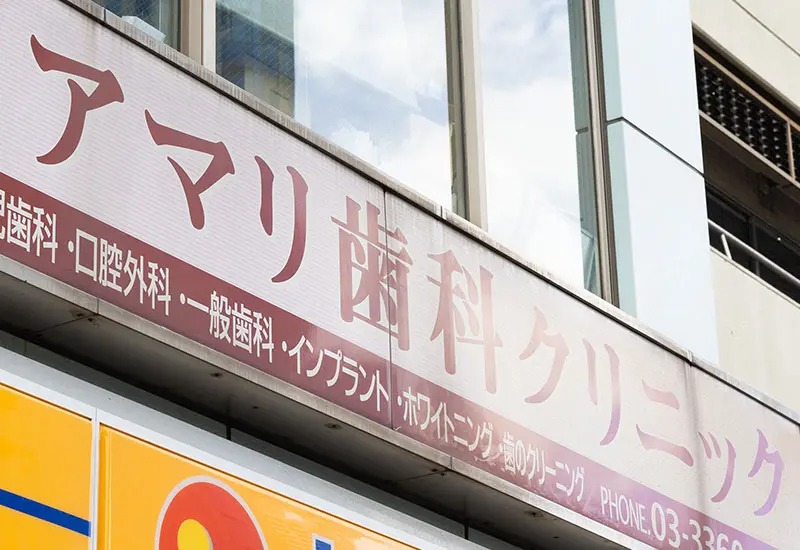 アマリ歯科クリニック
児歯科・口腔外科・一般歯科・インプラント・ホワイトニング・歯のクリーニング PHONE.03-3360